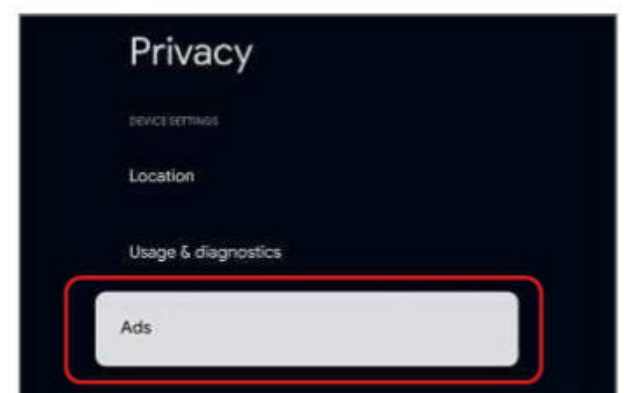 Privacy
DEVICE SETTINGS
Location
Usage & diagnostics
Ads